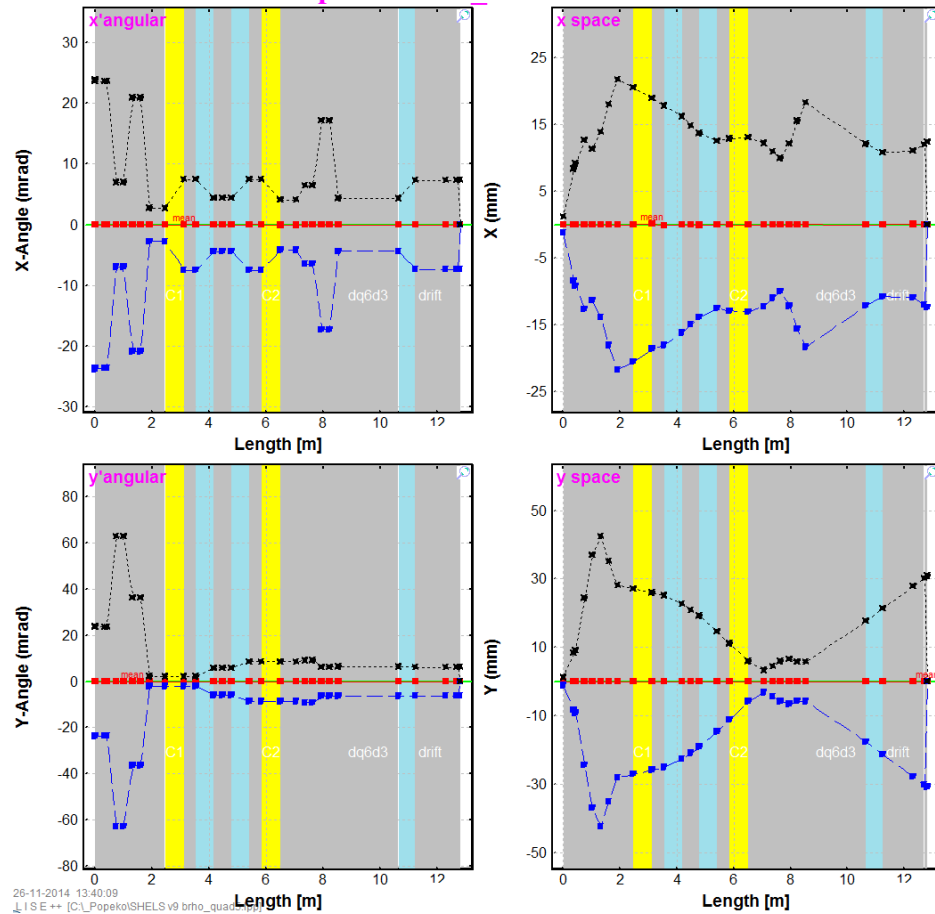 x'angular
x space
30
20
10
0
-10
-20
-30
X-Angle (mrad)
mean
C1
C2
dq6d3
drift
0 2 4 6 8 10 12
Length [m]
25
15
5
-5
-15
-25
X (mm)
mean
C1
C2
dq6d3
drift
0 2 4 6 8 10 12
Length [m]
y'angular
y space
80
60
40
20
0
-20
-40
-60
-80
Y-Angle (mrad)
mean
C1
C2
dq6d3
drift
0 2 4 6 8 10 12
Length [m]
50
30
10
-10
-30
-50
Y (mm)
mean
C1
C2
dq6d3
drift
0 2 4 6 8 10 12
Length [m]
26-11-2014 13:40:09
L I S E ++ [C:\_Popeko\SHELS v9